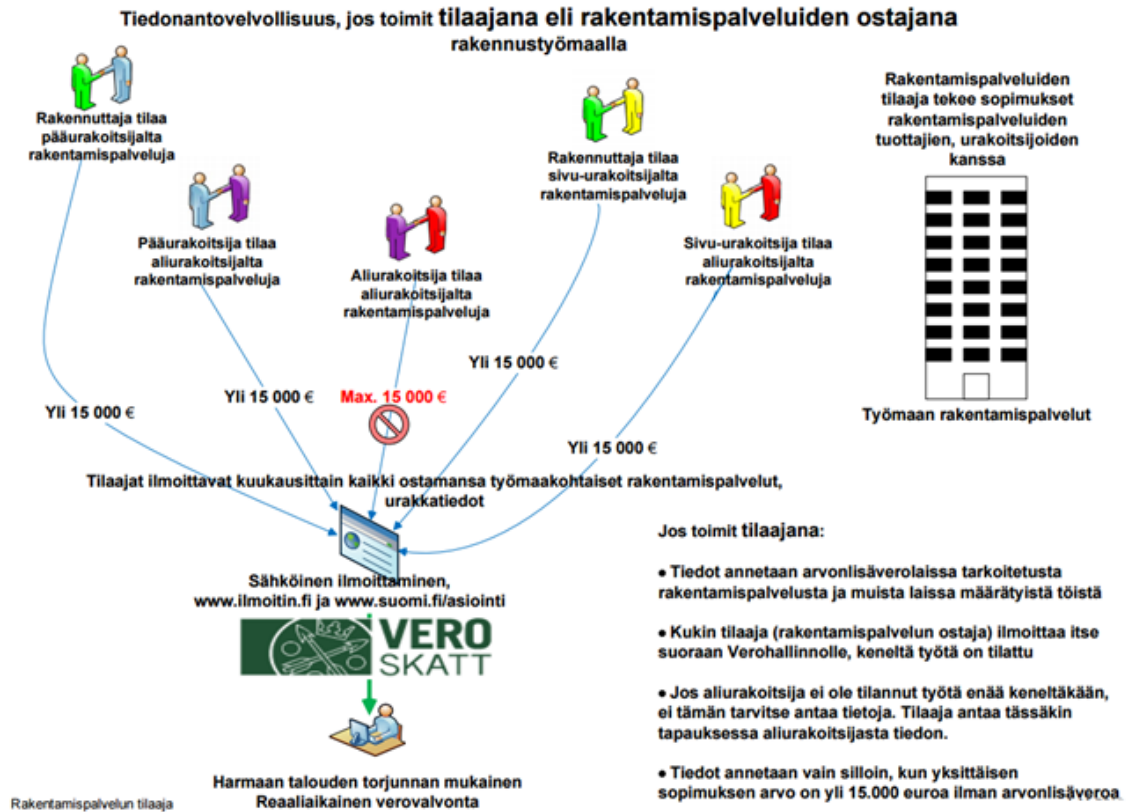 Tiedonantovelvollisuus, jos toimit tilaajana eli rakentamispalveluiden ostajana
rakennustyömaalla
Rakennuttaja tilaa
pääurakoitsijalta
rakentamispalveluja
Pääurakoitsija tilaa
aliurakoitsijalta
rakentamispalveluja
Aliurakoitsija tilaa
aliurakoitsijalta
rakentamispalveluja
Rakennuttaja tilaa
sivu-urakoitsijalta
rakentamispalveluja
Sivu-urakoitsija tilaa
aliurakoitsijalta
rakentamispalveluja
Rakentamispalveluiden
tilaaja tekee sopimukset
rakentamispalveluiden
tuottajien, urakoitsijoiden
kanssa
Työmaan rakentamispalvelut
Yli 15 000 €
Yli 15 000 €
Max. 15 000 €
Yli 15 000 €
Yli 15 000 €
Tilaajat ilmoittavat kuukausittain kaikki ostamansa työmaakohtaiset rakentamispalvelut,
urakkatiedot
Sähköinen ilmoittaminen,
www.ilmoitin.fi ja www.suomi.fi/asiointi
VERO
SKATT
Harmaan talouden torjunnan mukainen
Reaaliaikainen verovalvonta
Jos toimit tilaajana:
• Tiedot annetaan arvonlisäverolaissa tarkoitetusta
rakentamispalvelusta ja muista laissa määrätyistä töistä
• Kukin tilaaja (rakentamispalvelun ostaja) ilmoittaa itse
suoraan Verohallinnolle, keneltä työtä on tilattu
• Jos aliurakoitsija ei ole tilannut työtä enää keneltäkään,
ei tämän tarvitse antaa tietoja. Tilaaja antaa tässäkin
tapauksessa aliurakoitsijasta tiedon.
• Tiedot annetaan vain silloin, kun yksittäisen
sopimuksen arvo on yli 15.000 euroa ilman arvonlisäveroa
Rakentamispalvelun tilaaja